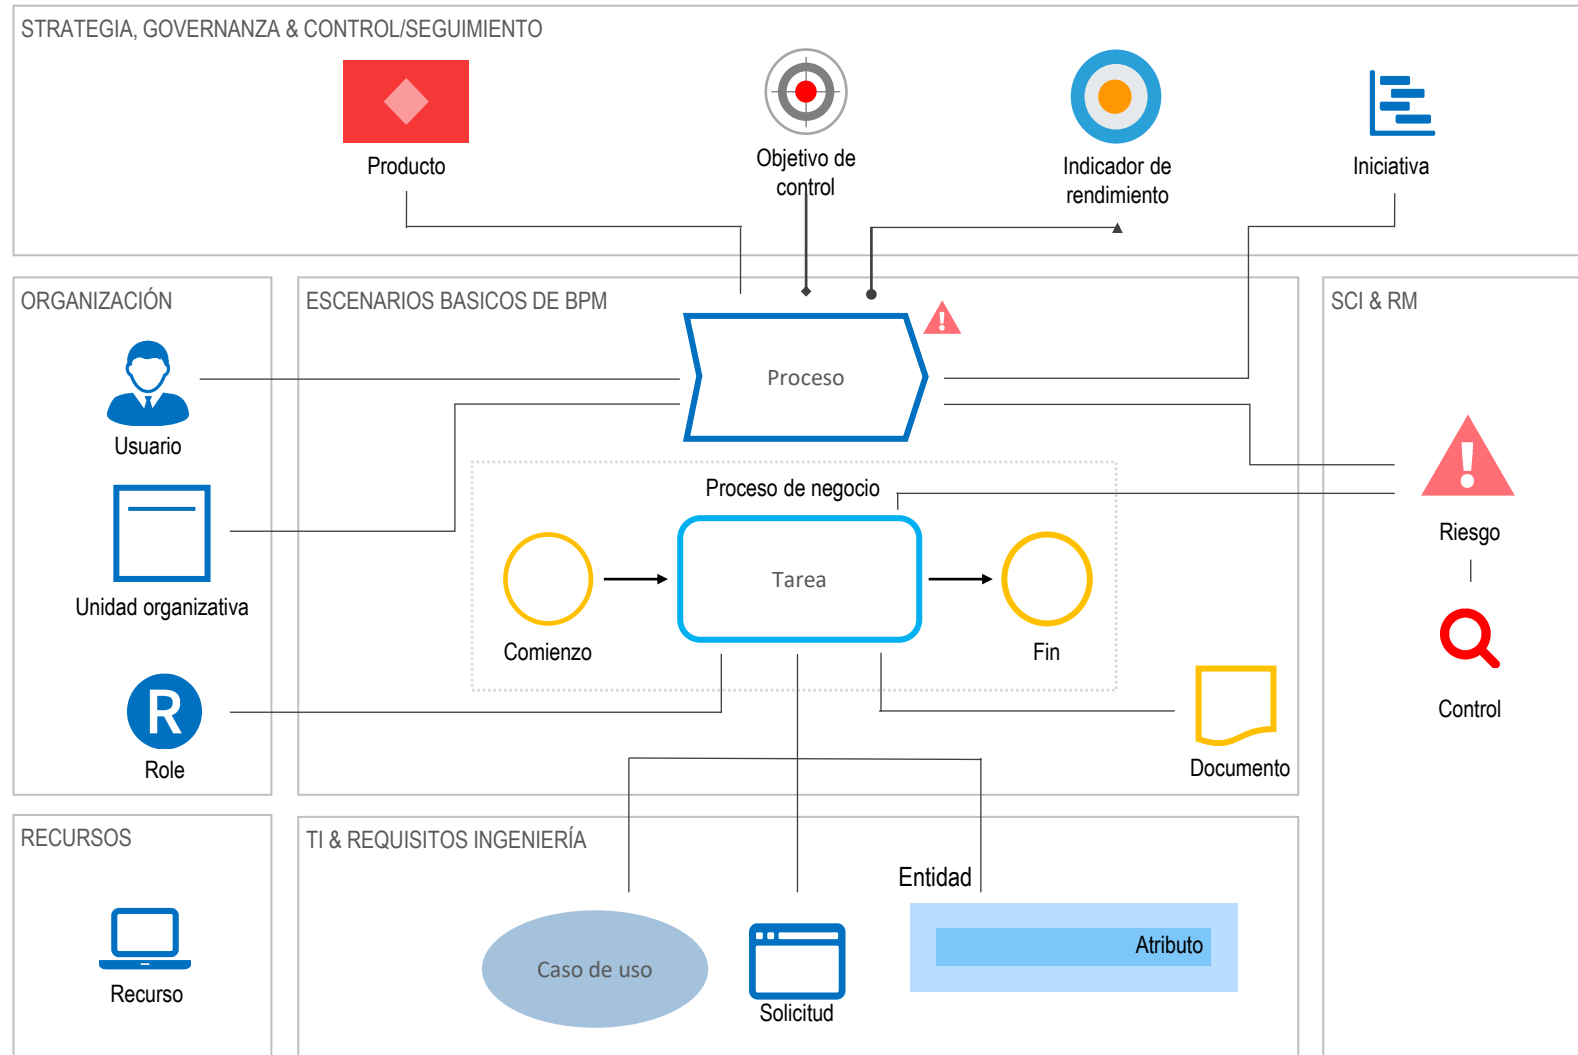 STRATEGIA, GOVERNANZA & CONTROL/SEGUIMIENTO
Producto
Objetivo de
control
Indicador de
rendimiento
Iniciativa
ORGANIZACIÓN
ESCENARIOS BASICOS DE BPM
SCI & RM
Proceso
Usuario
Proceso de negocio
Riesgo
Tarea
Unidad organizativa
Comienzo
Fin
R
Control
Role
Documento
RECURSOS
TI & REQUISITOS INGENIERÍA
Entidad
Atributo
Caso de uso
Recurso
Solicitud